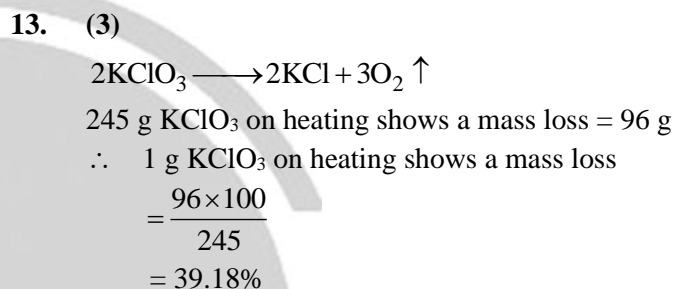 13. (3)
2KClO₃ ⟶ 2KCl + 3O₂ ↑
245 g KClO₃ on heating shows a mass loss = 96 g
∴ 1 g KClO₃ on heating shows a mass loss
= 96×100 / 245
= 39.18%